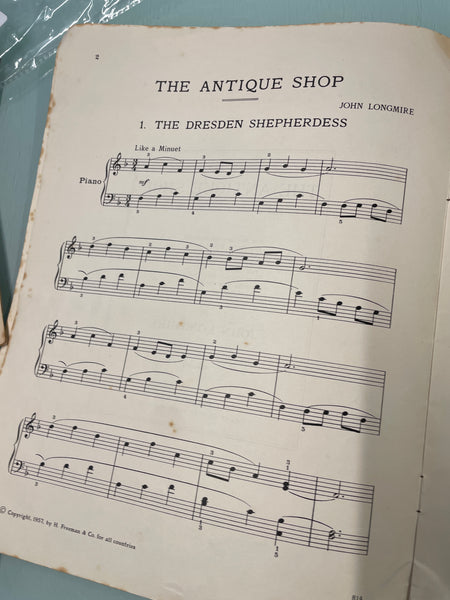 2
THE ANTIQUE SHOP
JOHN LONGMIRE
1. THE DRESDEN SHEPHERDESS
Like a Minuet
Piano
mf
© Copyright, 1957, by H. Freeman & Co. for all countries